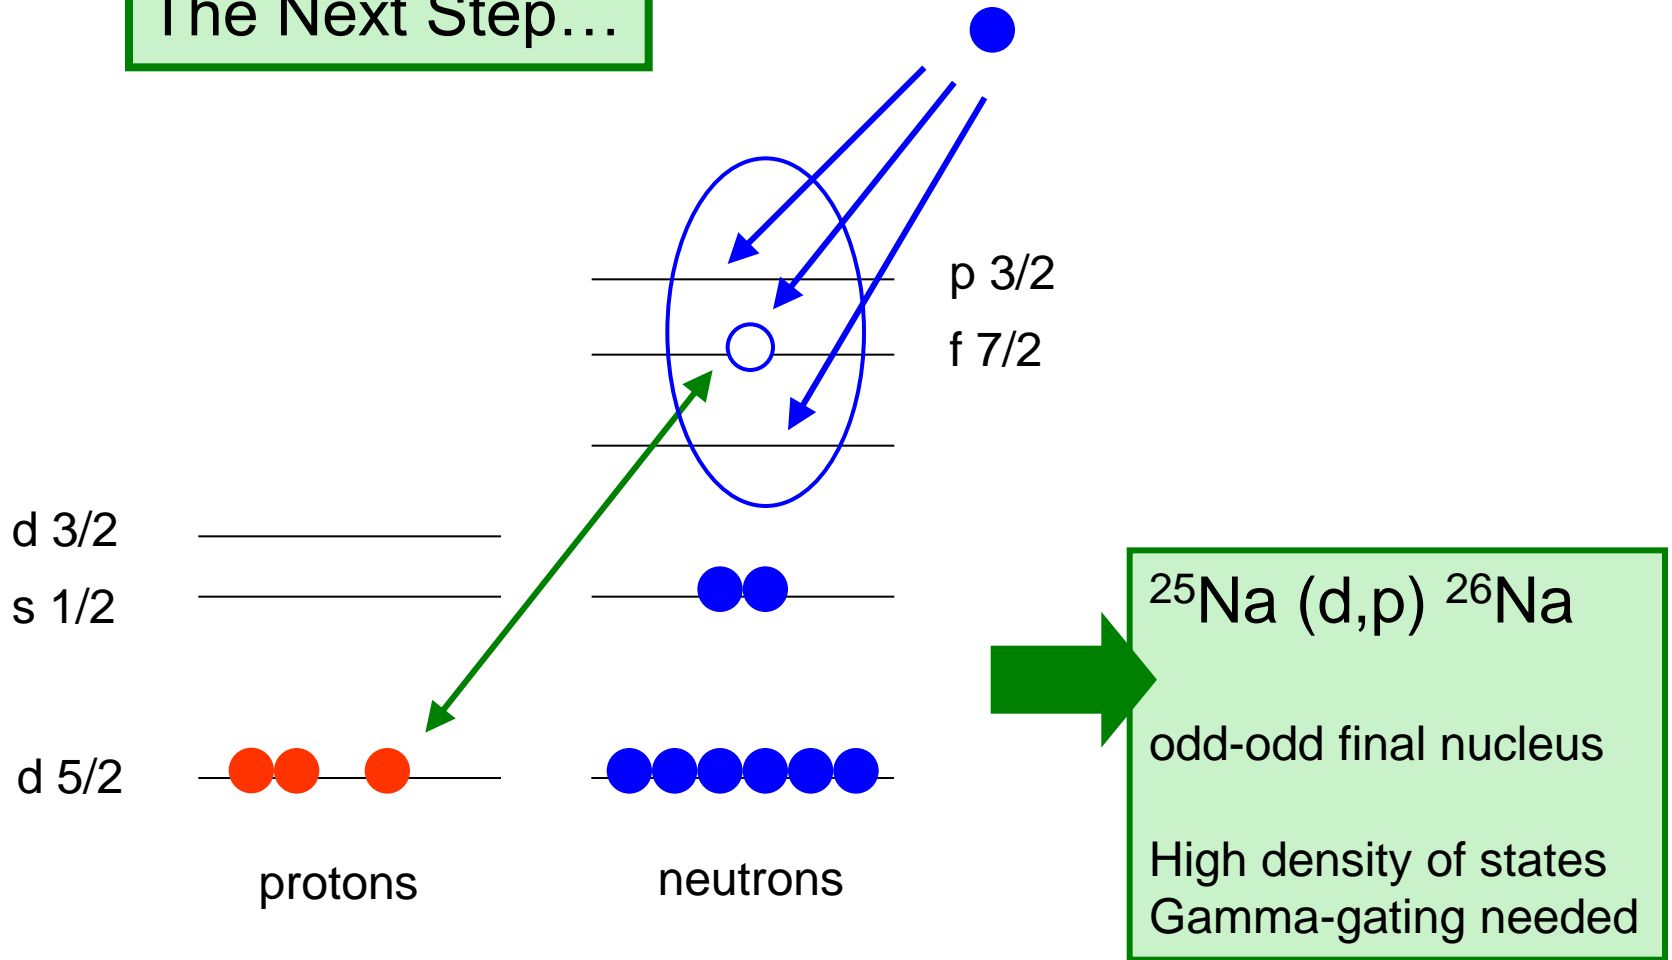 The Next Step…
p 3/2
f 7/2
d 3/2
s 1/2
d 5/2
protons
neutrons
²⁵Na (d,p) ²⁶Na
odd-odd final nucleus
High density of states
Gamma-gating needed